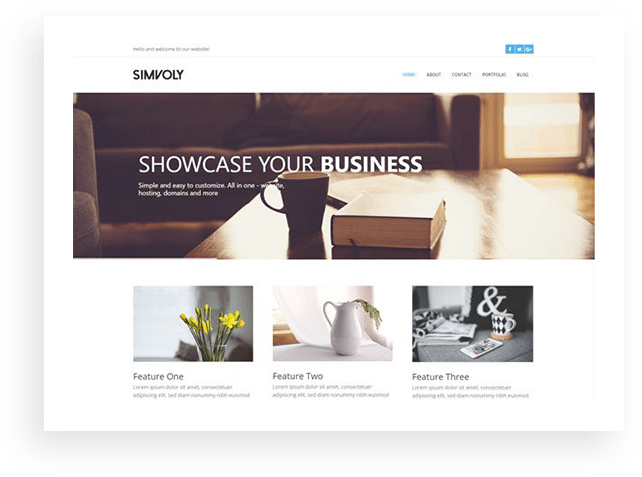 Hello and welcome to our website!
SIMVOLY
HOME ABOUT CONTACT PORTFOLIO BLOG
SHOWCASE YOUR BUSINESS
Simple and easy to customize. All in one - website,
hosting, domains and more
&
Feature One
Lorem ipsum dolor sit amet, consectetuer
adipiscing elit, sed diam nonummy nibh euismod
Feature Two
Lorem ipsum dolor sit amet, consectetuer
adipiscing elit, sed diam nonummy nibh euismod
Feature Three
Lorem ipsum dolor sit amet, consectetuer
adipiscing elit, sed diam nonummy nibh euismod